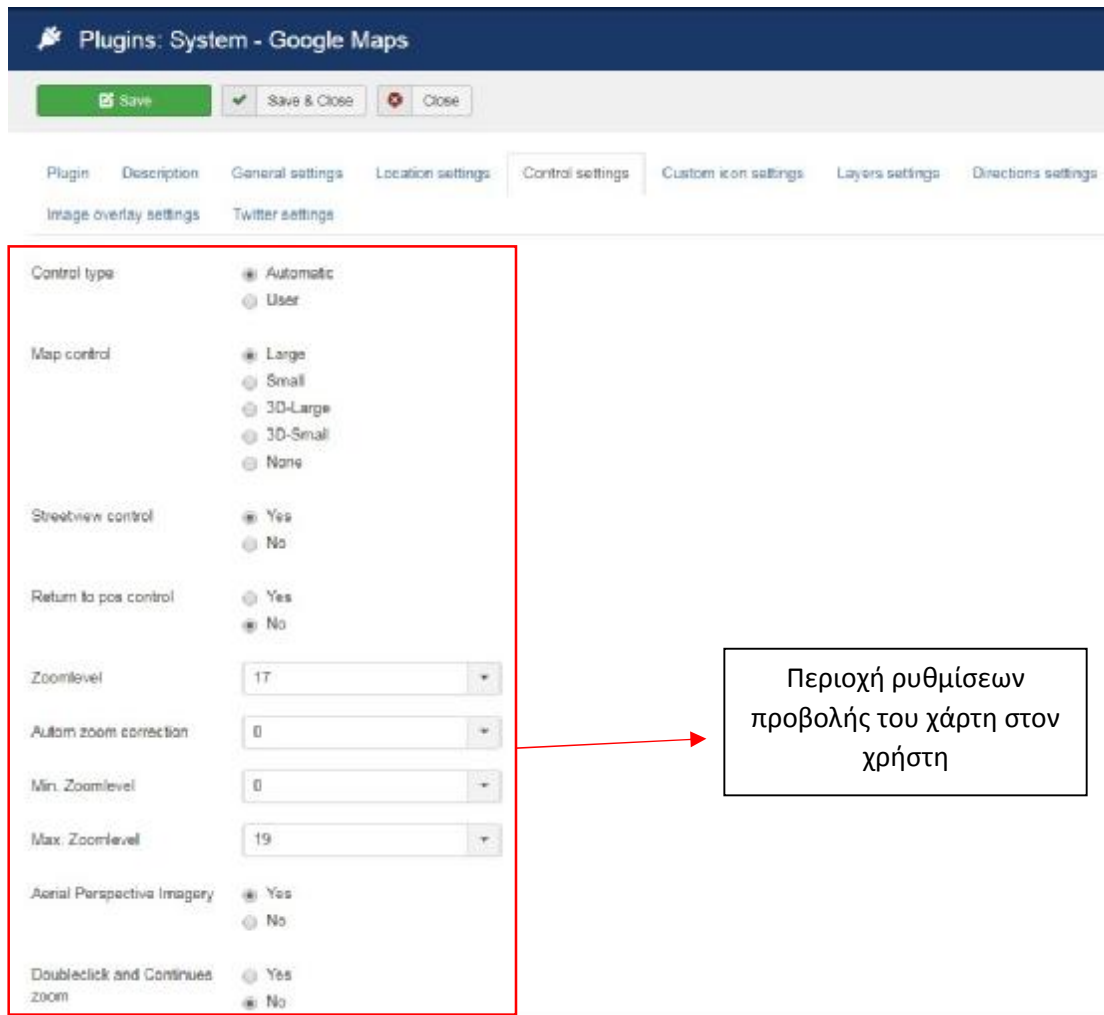 Plugins: System - Google Maps
Save
Save & Close
Close
Plugin
Description
General settings
Location settings
Control settings
Custom icon settings
Layers settings
Directions settings
Image overlay settings
Twitter settings
Control type
Automatic
User
Map control
Large
Small
3D-Large
3D-Small
None
Streetview control
Yes
No
Return to pos control
Yes
No
Zoomlevel
17
Autom zoom correction
0
Min. Zoomlevel
0
Max. Zoomlevel
19
Aerial Perspective Imagery
Yes
No
Doubleclick and Continues
zoom
Yes
No
Περιοχή ρυθμίσεων
προβολής του χάρτη στον
χρήστη